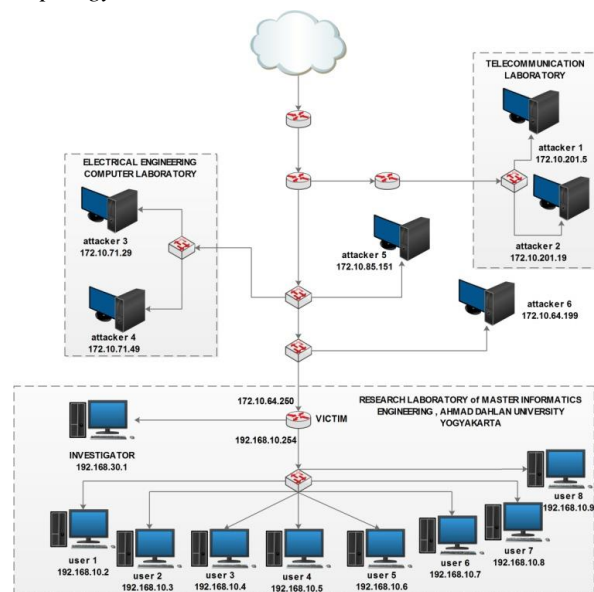 TELECOMMUNICATION
LABORATORY
attacker 1
172.10.201.5
attacker 2
172.10.201.19
ELECTRICAL ENGINEERING
COMPUTER LABORATORY
attacker 3
172.10.71.29
attacker 4
172.10.71.49
attacker 5
172.10.85.151
attacker 6
172.10.64.199
172.10.64.250
VICTIM
192.168.10.254
RESEARCH LABORATORY of MASTER INFORMATICS
ENGINEERING , AHMAD DAHLAN UNIVERSITY
YOGYAKARTA
INVESTIGATOR
192.168.30.1
user 1
192.168.10.2
user 2
192.168.10.3
user 3
192.168.10.4
user 4
192.168.10.5
user 5
192.168.10.6
user 6
192.168.10.7
user 7
192.168.10.8
user 8
192.168.10.9